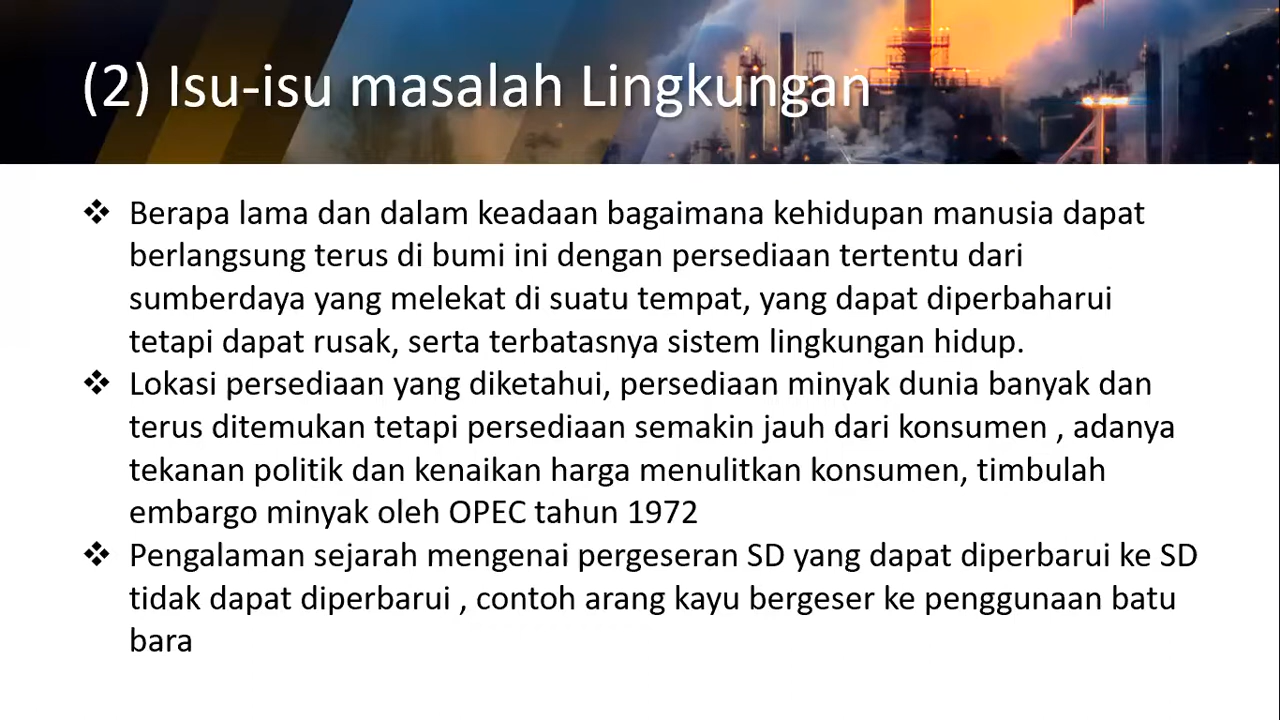 (2) Isu-isu masalah Lingkungan
❖ Berapa lama dan dalam keadaan bagaimana kehidupan manusia dapat
berlangsung terus di bumi ini dengan persediaan tertentu dari
sumberdaya yang melekat di suatu tempat, yang dapat diperbaharui
tetapi dapat rusak, serta terbatasnya sistem lingkungan hidup.
❖ Lokasi persediaan yang diketahui, persediaan minyak dunia banyak dan
terus ditemukan tetapi persediaan semakin jauh dari konsumen , adanya
tekanan politik dan kenaikan harga menulitkan konsumen, timbulah
embargo minyak oleh OPEC tahun 1972
❖ Pengalaman sejarah mengenai pergeseran SD yang dapat diperbarui ke SD
tidak dapat diperbarui , contoh arang kayu bergeser ke penggunaan batu
bara